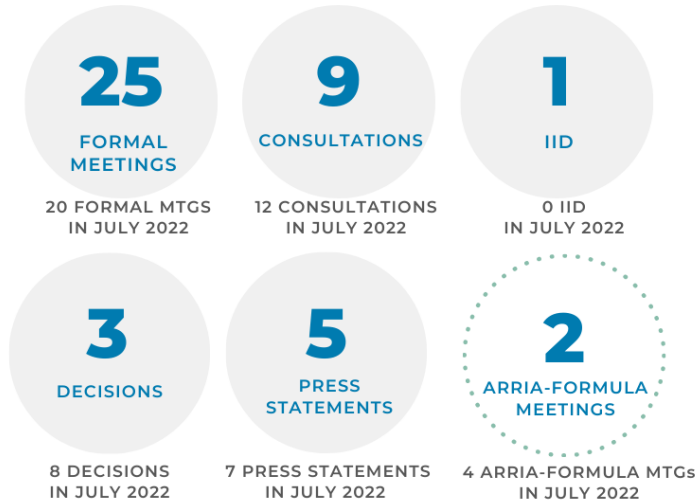 25
FORMAL
MEETINGS
20 FORMAL MTGS
IN JULY 2022
9
CONSULTATIONS
12 CONSULTATIONS
IN JULY 2022
1
IID
0 IID
IN JULY 2022
3
DECISIONS
8 DECISIONS
IN JULY 2022
5
PRESS
STATEMENTS
7 PRESS STATEMENTS
IN JULY 2022
2
ARRIA-FORMULA
MEETINGS
4 ARRIA-FORMULA MTGs
IN JULY 2022